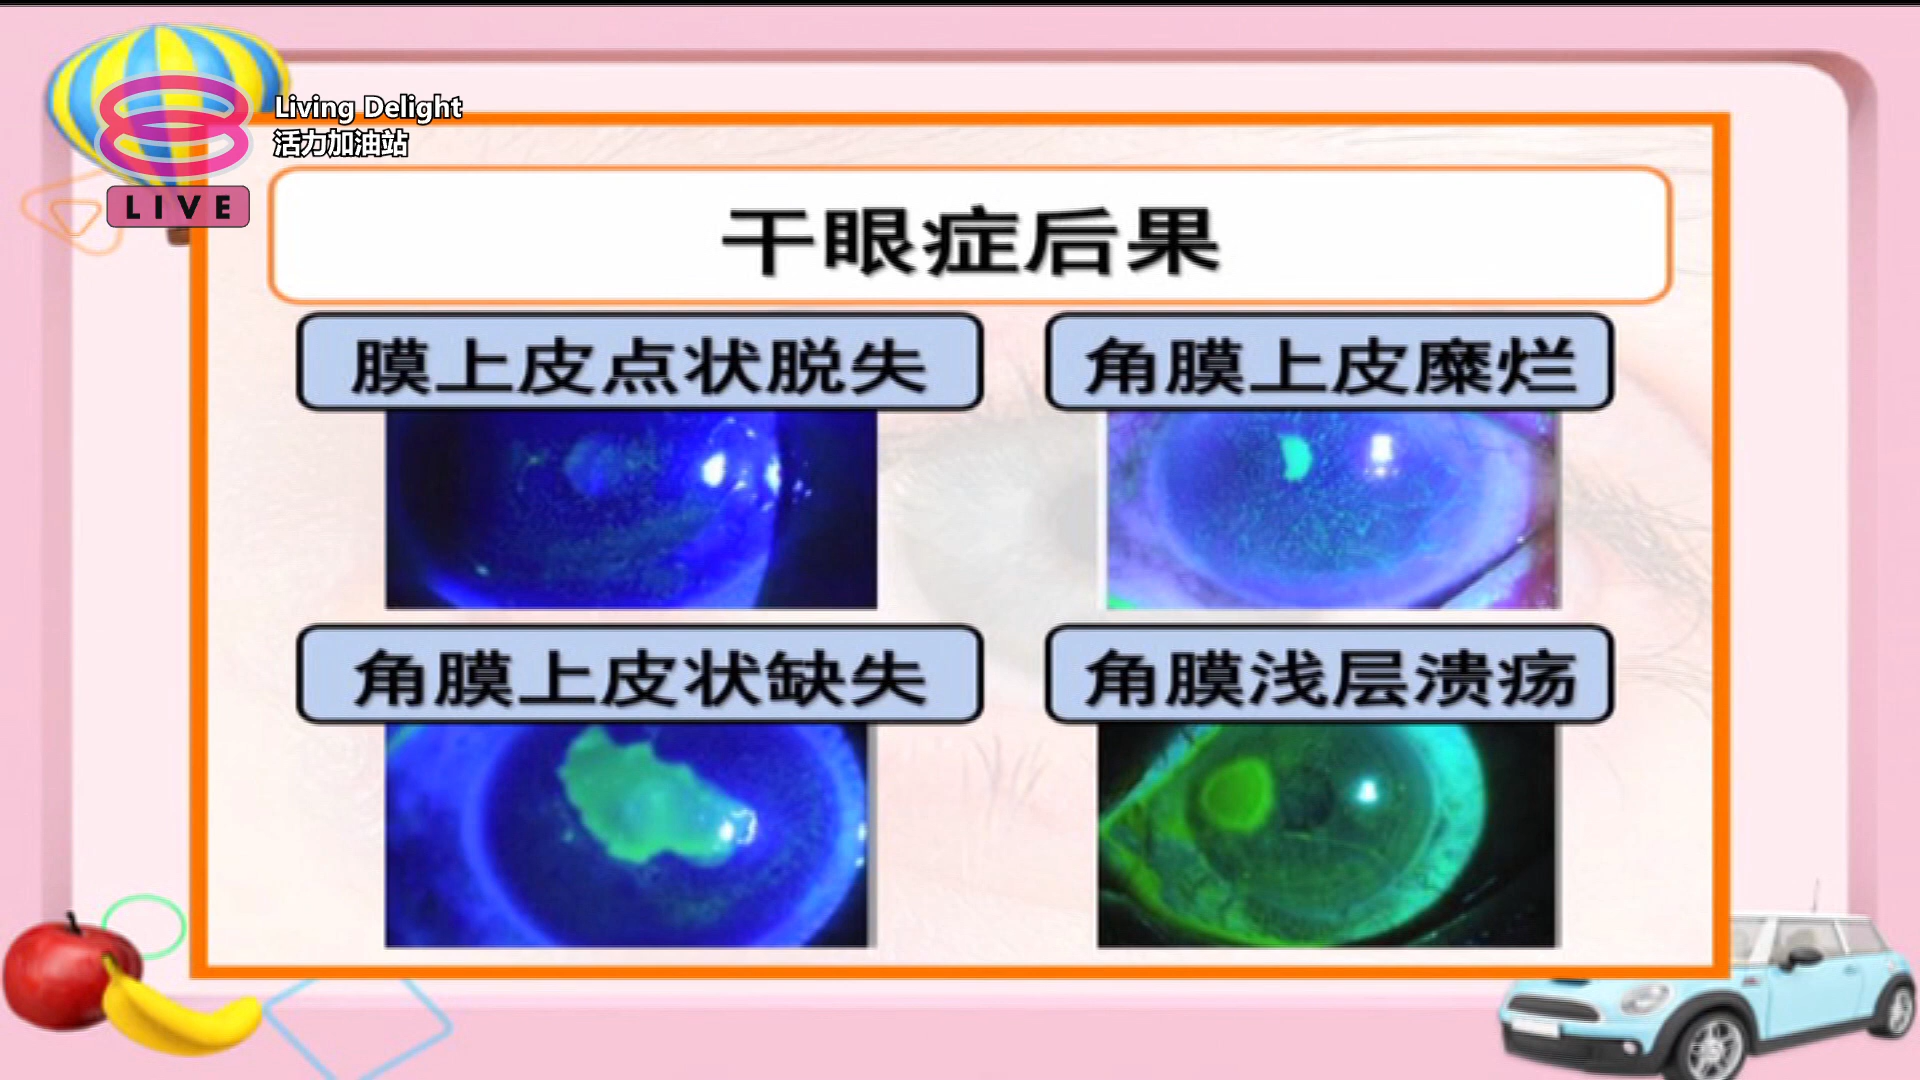 Living Delight
活力加油站
LIVE
干眼症后果
膜上皮点状脱失
角膜上皮糜烂
角膜上皮状缺失
角膜浅层溃疡